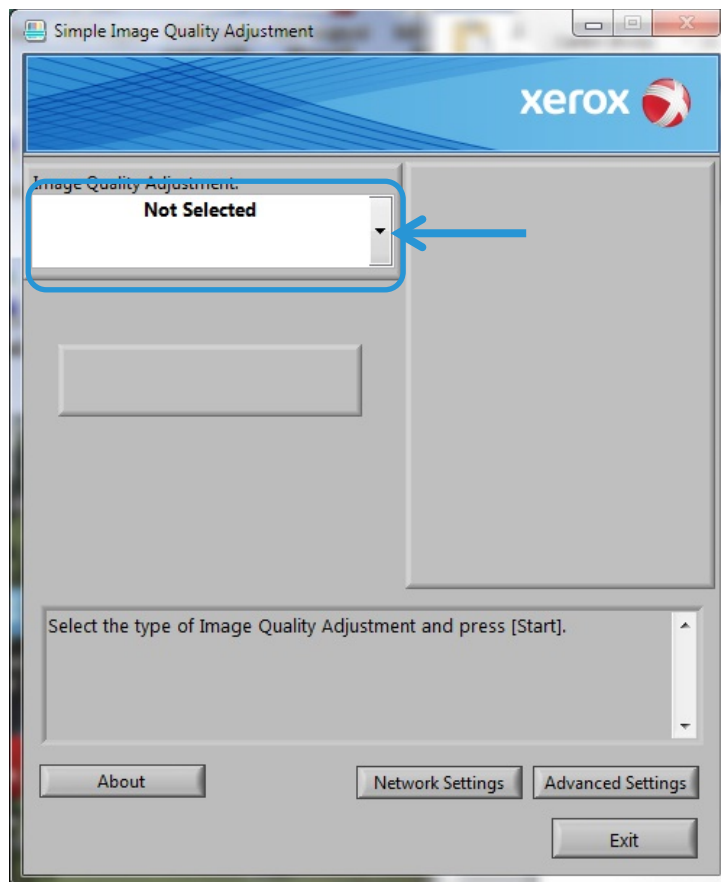 Simple Image Quality Adjustment
xerox
Image Quality Adjustment:
Not Selected
Select the type of Image Quality Adjustment and press [Start].
About
Network Settings
Advanced Settings
Exit